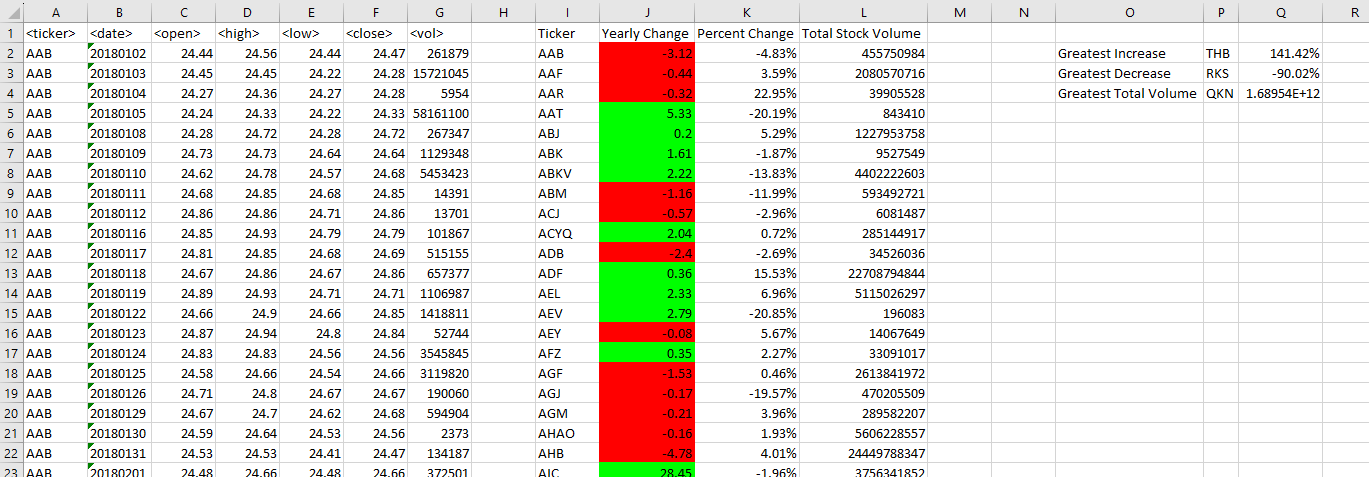 A B C D E F G H I J K L M N O P Q R
1 <ticker> <date> <open> <high> <low> <close> <vol> Ticker Yearly Change Percent Change Total Stock Volume
2 AAB 20180102 24.44 24.56 24.44 24.47 261879 AAB -3.12 -4.83% 455750984 Greatest Increase THB 141.42%
3 AAB 20180103 24.45 24.45 24.22 24.28 15721045 AAF -0.44 3.59% 2080570716 Greatest Decrease RKS -90.02%
4 AAB 20180104 24.27 24.36 24.27 24.28 5954 AAR -0.32 22.95% 39905528 Greatest Total Volume QKN 1.68954E+12
5 AAB 20180105 24.24 24.33 24.22 24.33 58161100 AAT 5.33 -20.19% 843410
6 AAB 20180108 24.28 24.72 24.28 24.72 267347 ABJ 0.2 5.29% 1227953758
7 AAB 20180109 24.73 24.73 24.64 24.64 1129348 ABK 1.61 -1.87% 9527549
8 AAB 20180110 24.62 24.78 24.57 24.68 5453423 ABKV 2.22 -13.83% 4402222603
9 AAB 20180111 24.68 24.85 24.68 24.85 14391 ABM -1.16 -11.99% 593492721
10 AAB 20180112 24.86 24.86 24.71 24.86 13701 ACJ -0.57 -2.96% 6081487
11 AAB 20180116 24.85 24.93 24.79 24.79 101867 ACYQ 2.04 0.72% 285144917
12 AAB 20180117 24.81 24.85 24.68 24.69 515155 ADB -2.4 -2.69% 34526036
13 AAB 20180118 24.67 24.86 24.67 24.86 657377 ADF 0.36 15.53% 22708794844
14 AAB 20180119 24.89 24.93 24.71 24.71 1106987 AEL 2.33 6.96% 5115026297
15 AAB 20180122 24.66 24.9 24.66 24.85 1418811 AEV 2.79 -20.85% 196083
16 AAB 20180123 24.87 24.94 24.8 24.84 52744 AEY -0.08 5.67% 14067649
17 AAB 20180124 24.83 24.83 24.56 24.56 3545845 AFZ 0.35 2.27% 33091017
18 AAB 20180125 24.58 24.66 24.54 24.66 3119820 AGF -1.53 0.46% 2613841972
19 AAB 20180126 24.71 24.8 24.67 24.67 190060 AGJ -0.17 -19.57% 470205509
20 AAB 20180129 24.67 24.7 24.62 24.68 594904 AGM -0.21 3.96% 289582207
21 AAB 20180130 24.59 24.64 24.53 24.56 2373 AHAO -0.16 1.93% 5606228557
22 AAB 20180131 24.53 24.53 24.41 24.47 134187 AHB -4.78 4.01% 24449788347
23 AAB 20180201 24.48 24.66 24.48 24.66 372501 AIC 28.45 -1.96% 3756341852